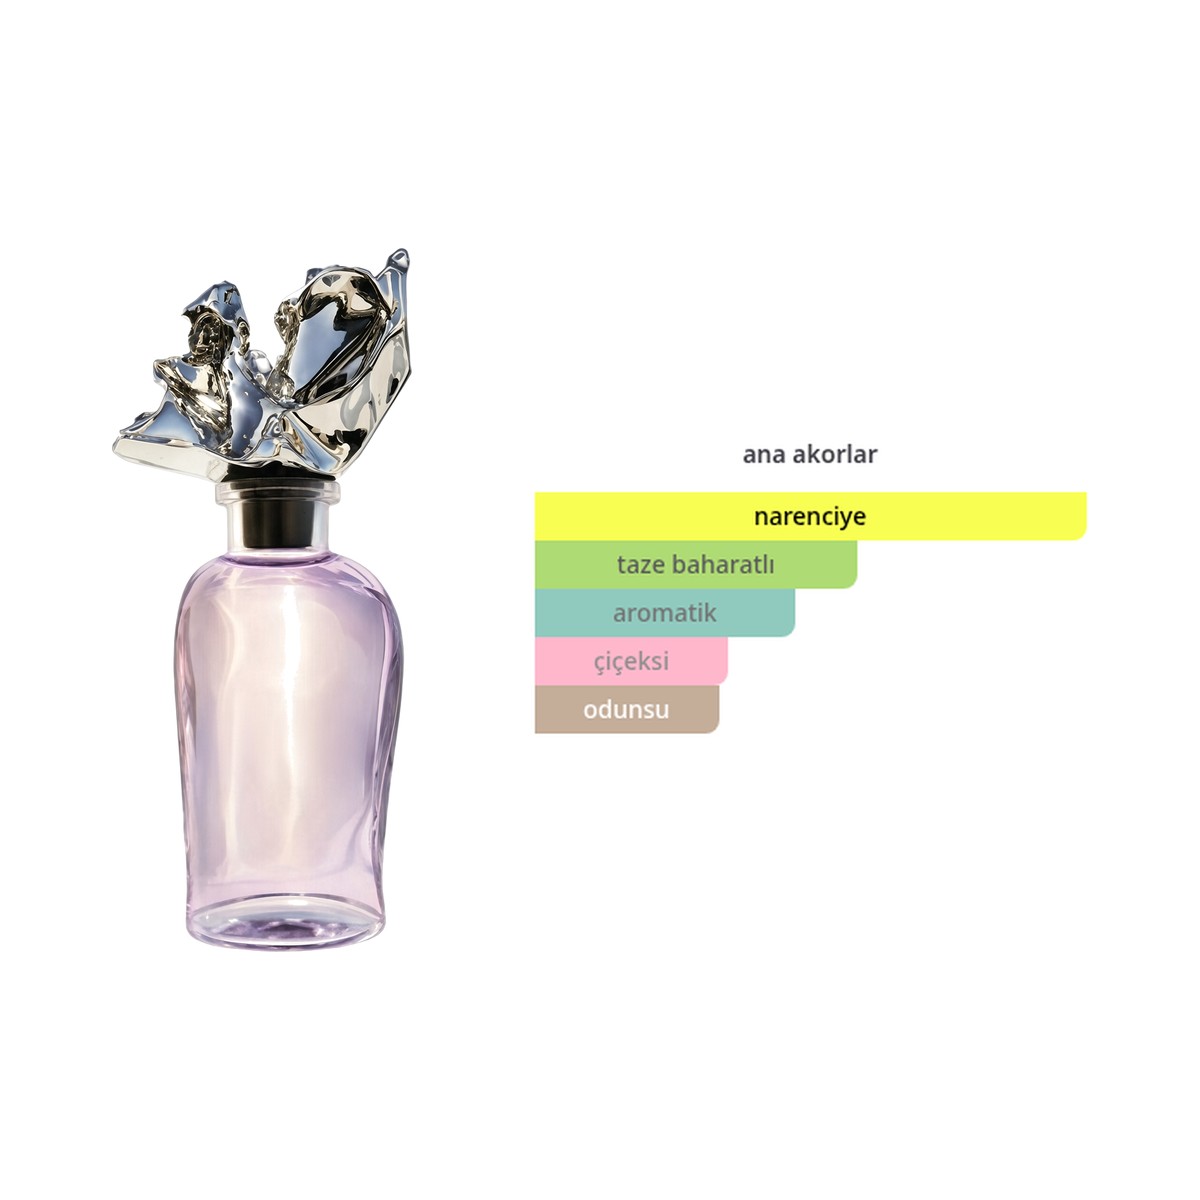 ana akorlar
narenciye
taze baharatlı
aromatik
çiçeksi
odunsu